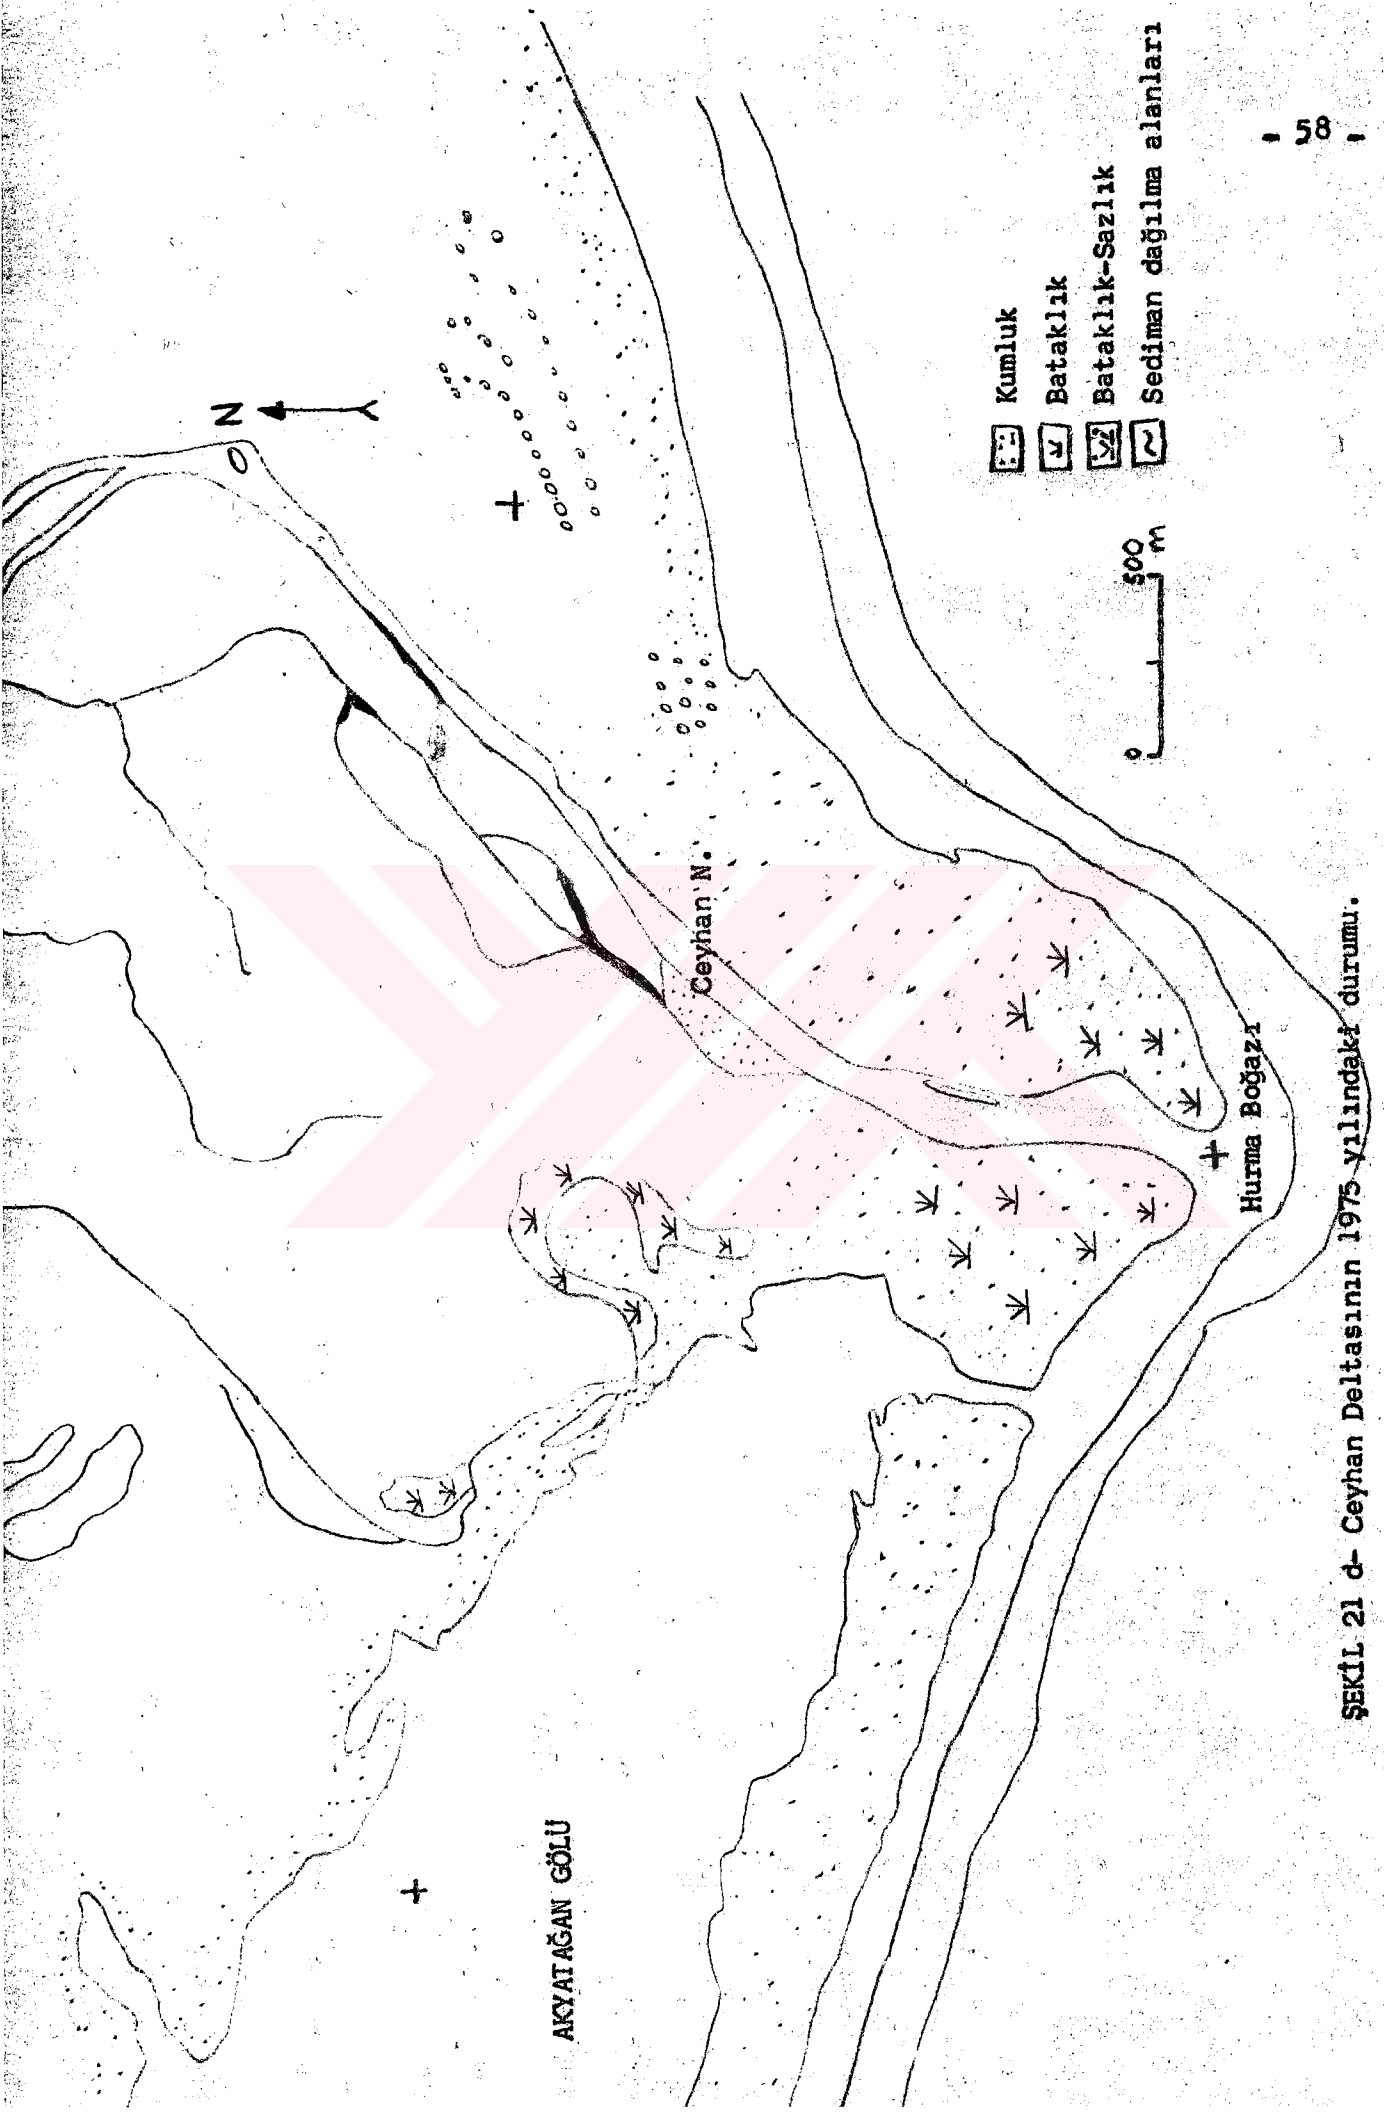 - 58 -
N
AKYATAĞAN GÖLÜ
Ceyhan N.
Hurma Boğazı
0 500 m
Kumluk
Bataklık
Bataklık-Sazlık
Sediman dağılma alanları
ŞEKİL 21 d- Ceyhan Deltasının 1975 yılındaki durumu.